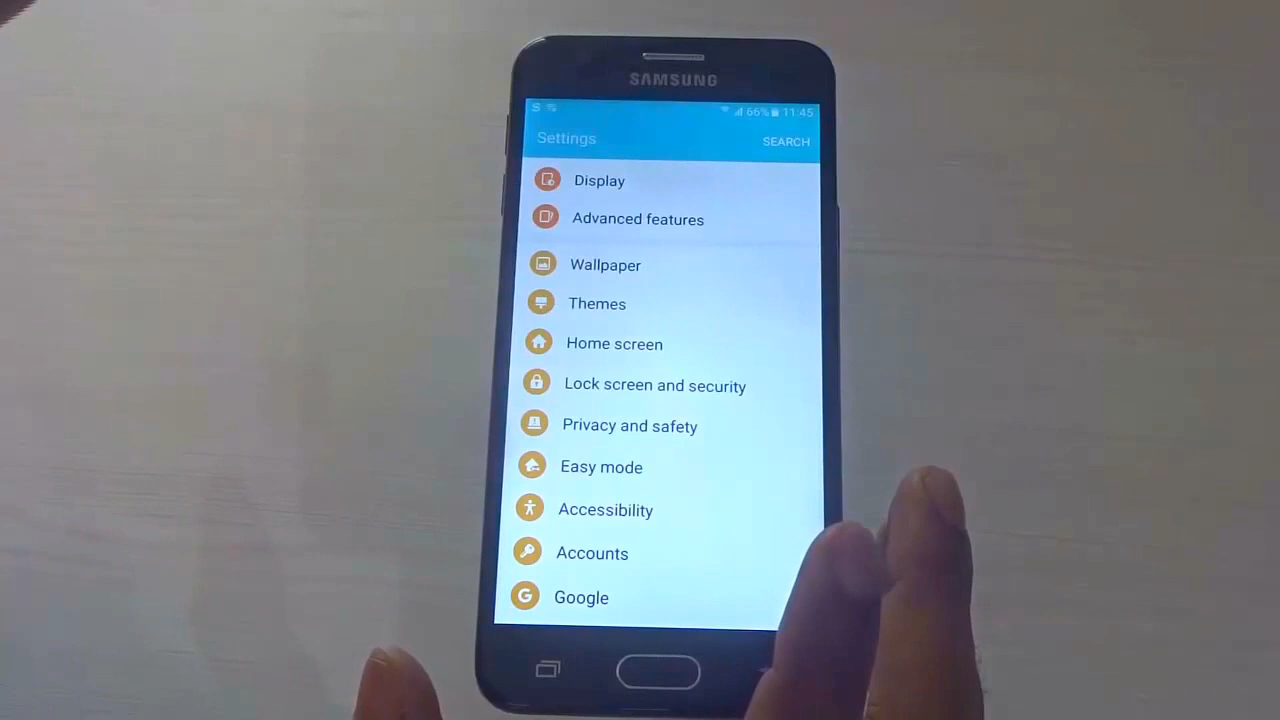 SAMSUNG
S 66% 11:45
Settings SEARCH
Display
Advanced features
Wallpaper
Themes
Home screen
Lock screen and security
Privacy and safety
Easy mode
Accessibility
Accounts
G Google